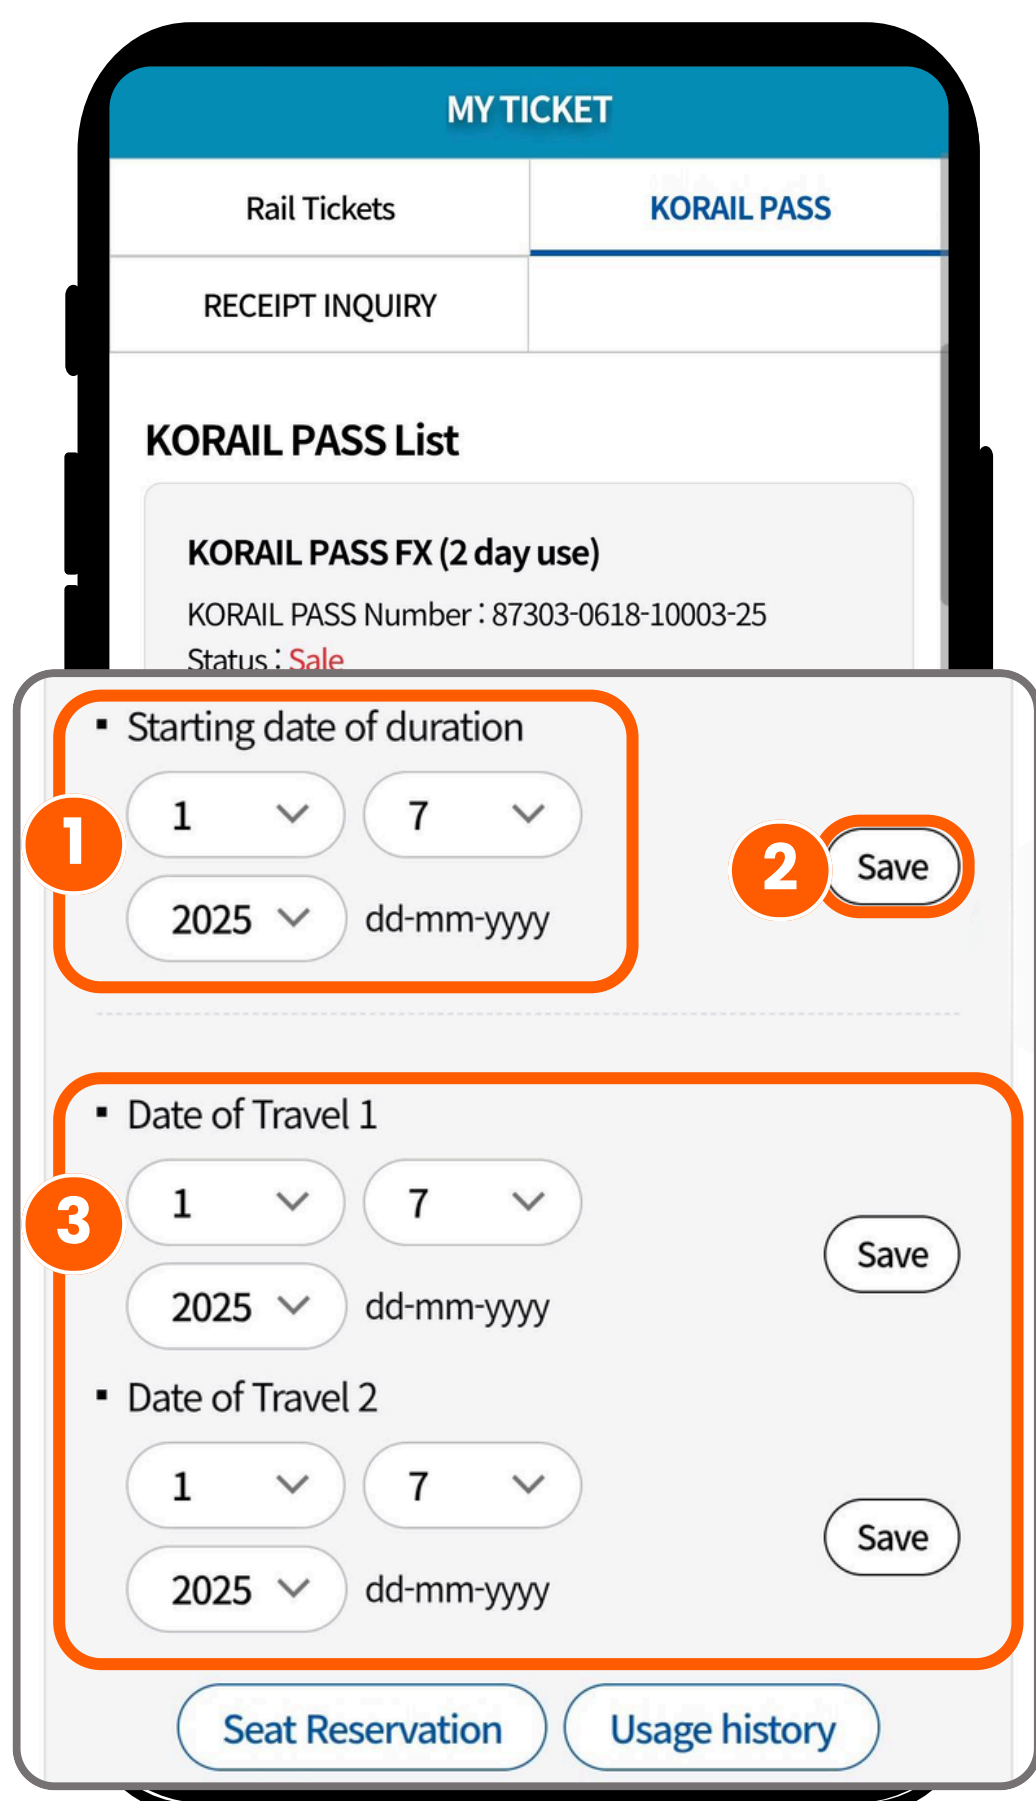 MY TICKET
Rail Tickets
KORAIL PASS
RECEIPT INQUIRY
KORAIL PASS List
KORAIL PASS FX (2 day use)
KORAIL PASS Number : 87303-0618-10003-25
Status : Sale
▪ Starting date of duration
1 7
1
2 Save
2025 dd-mm-yyyy
▪ Date of Travel 1
1 7
3
Save
2025 dd-mm-yyyy
▪ Date of Travel 2
1 7
Save
2025 dd-mm-yyyy
Seat Reservation Usage history